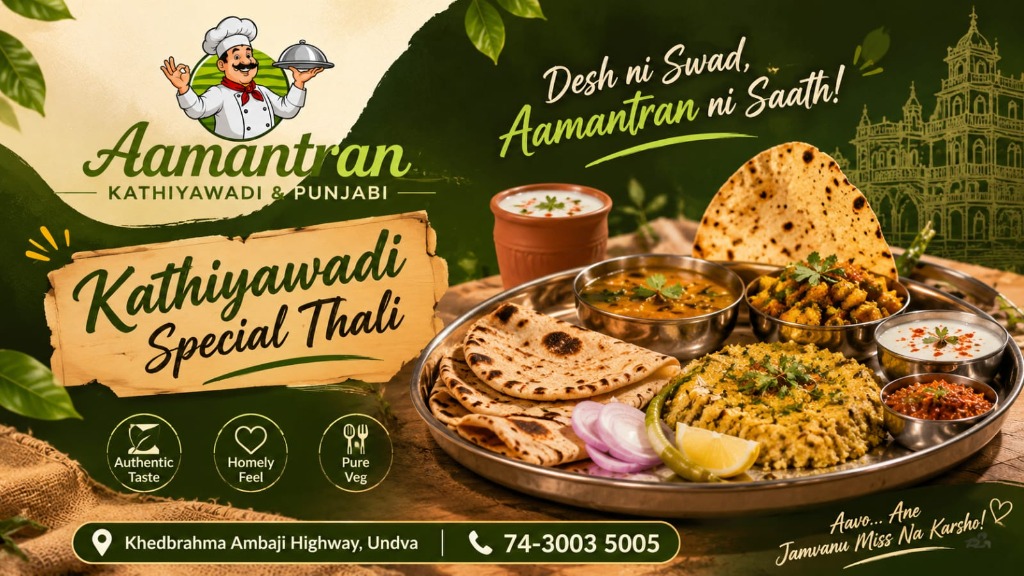 Aamantran
KATHIYAWADI & PUNJABI
Desh ni Swad,
Aamantran ni Saath!
Kathiyawadi
Special Thali
Authentic
Taste
Homely
Feel
Pure
Veg
Khedbrahma Ambaji Highway, Undva
74-3003 5005
Aavo... Ane
Jamvanu Miss Na Karsho!